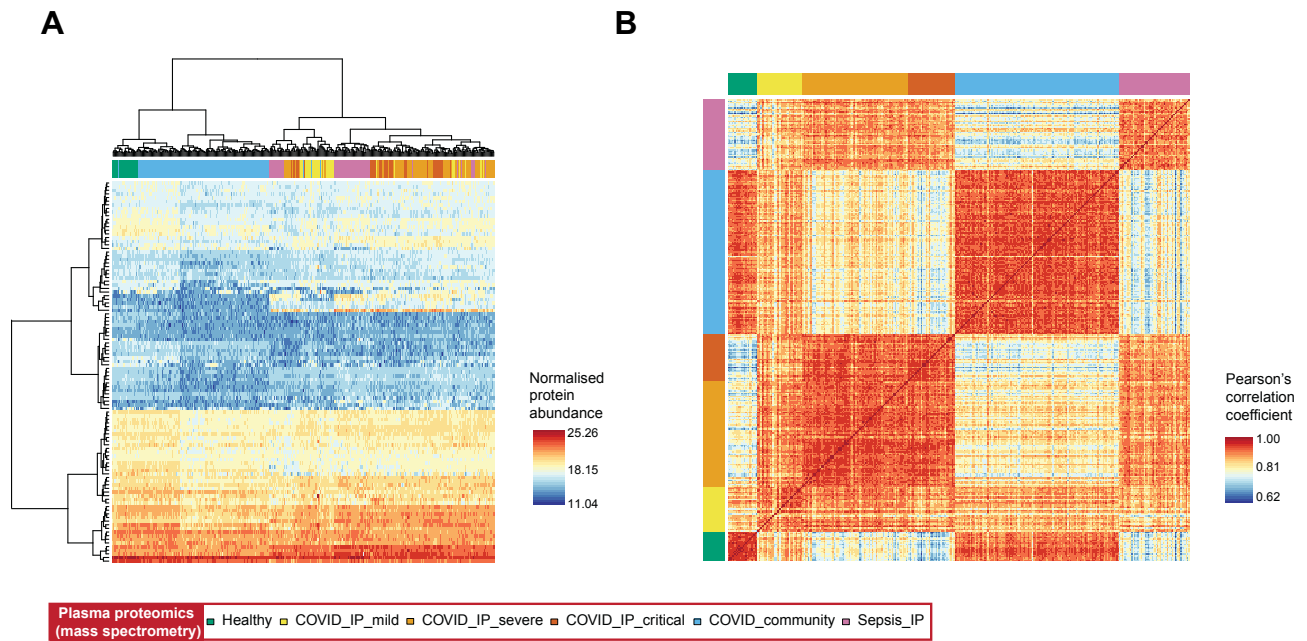 A
B
Normalised
protein
abundance
25.26
18.15
11.04
Pearson's
correlation
coefficient
1.00
0.81
0.62
Plasma proteomics
(mass spectrometry)
Healthy COVID_IP_mild COVID_IP_severe COVID_IP_critical COVID_community Sepsis_IP